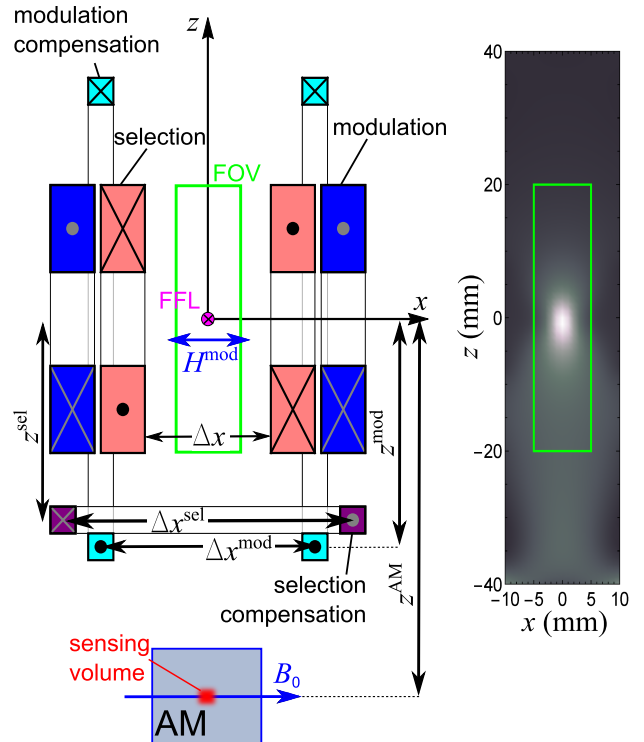 modulation
compensation
z
selection
modulation
FOV
FFL
x
H^mod
Δx
z^sel
z^mod
Δx^sel
Δx^mod
selection
compensation
z^AM
sensing
volume
B_0
AM
40
20
0
−20
−40
z (mm)
−10 −5 0 5 10
x (mm)